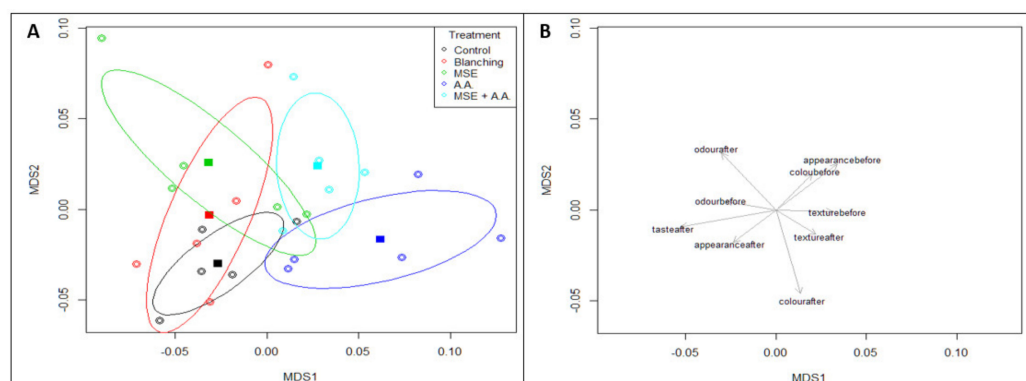 A
Treatment
Control
Blanching
MSE
A.A.
MSE + A.A.
MDS2
0.10
0.05
0.00
-0.05
-0.05
0.00
0.05
0.10
MDS1
B
MDS2
0.10
0.05
0.00
-0.05
odourafter
appearancebefore
coloubefore
odourbefore
texturebefore
tasteafter
textureafter
appearanceafter
colourafter
-0.10
-0.05
0.00
0.05
0.10
MDS1